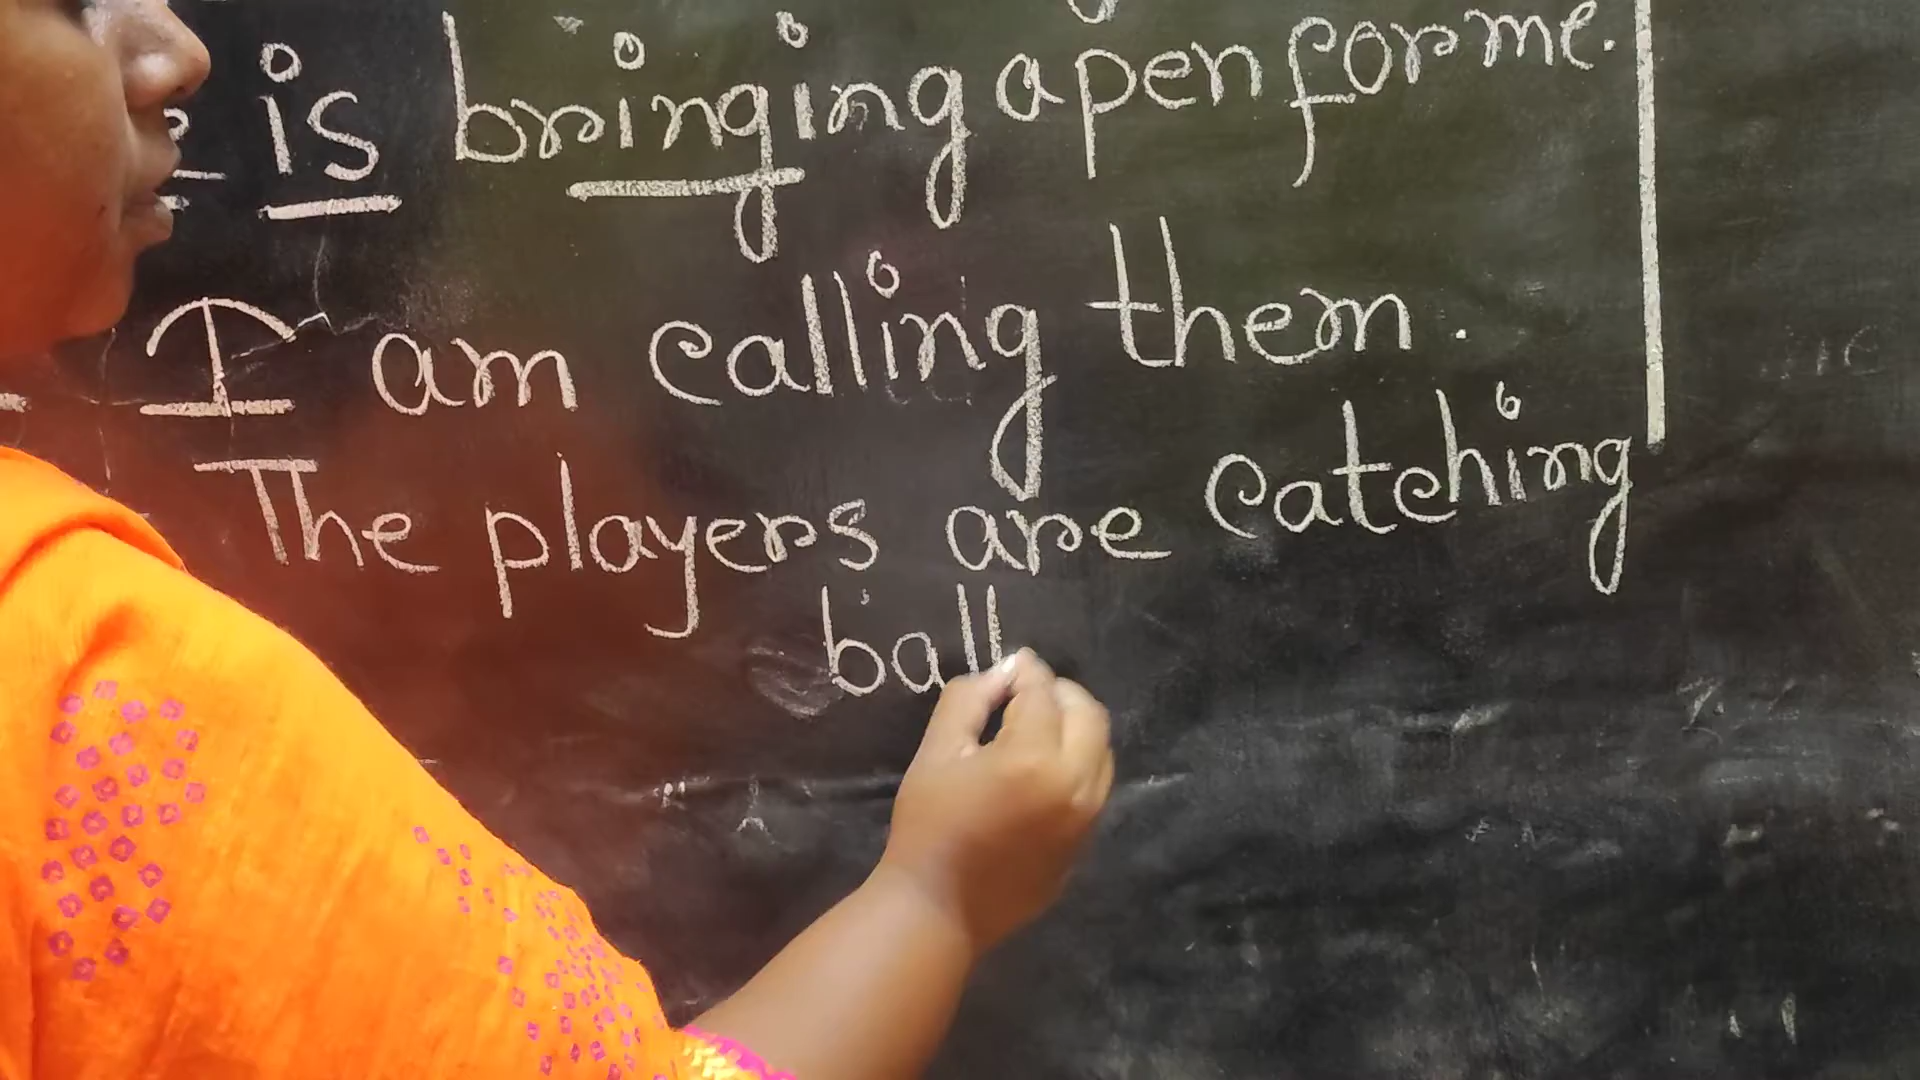 is bringing a pen for me.
I am calling them.
The players are catching
ball